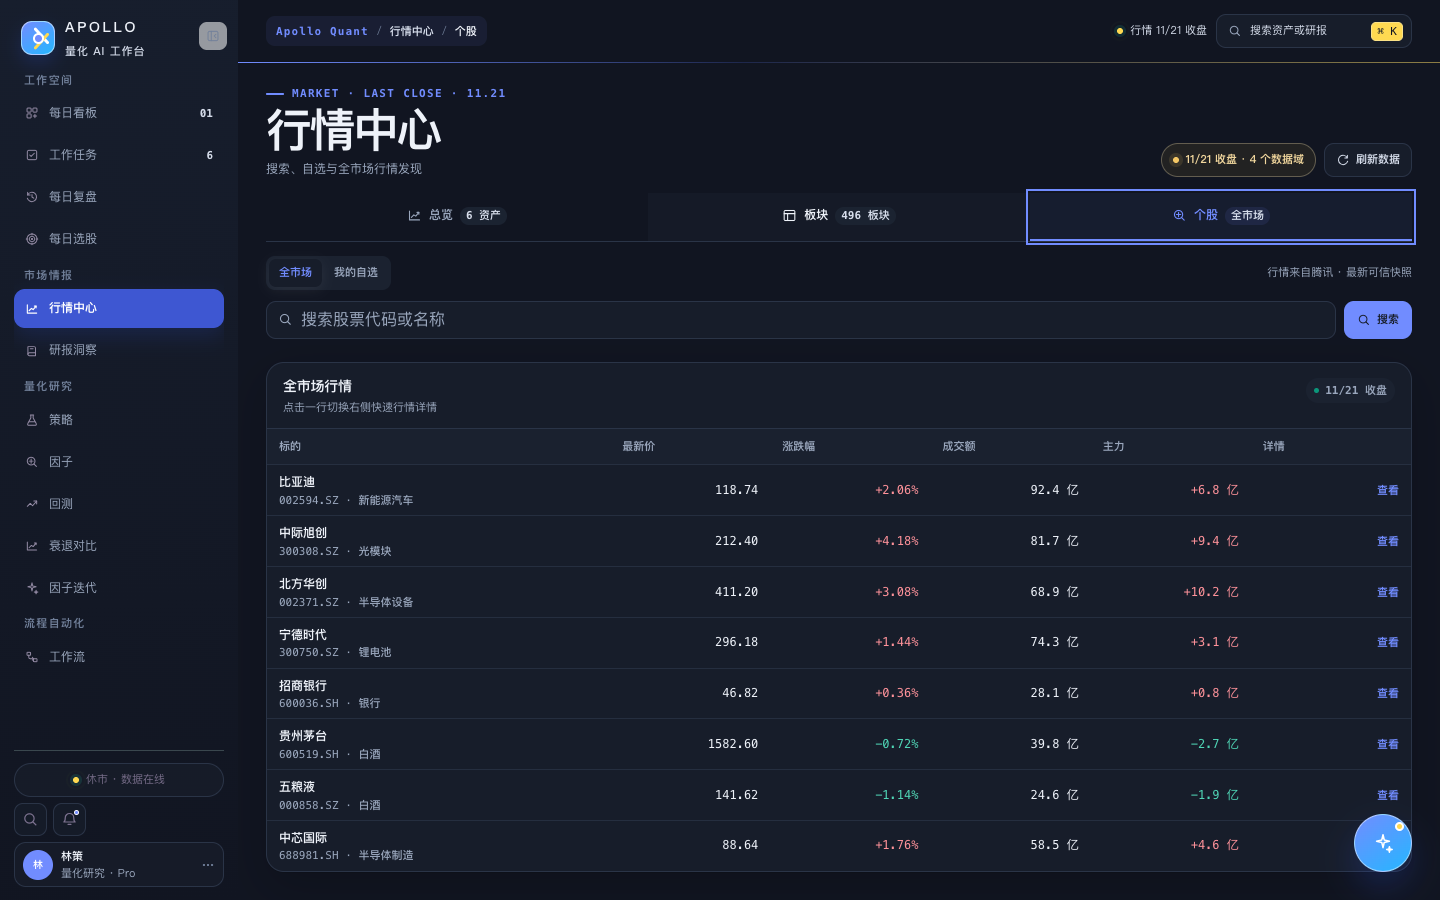 APOLLO
量化 AI 工作台
工作空间
每日看板 01
工作任务 6
每日复盘
每日选股
市场情报
行情中心
研报洞察
量化研究
策略
因子
回测
衰退对比
因子迭代
流程自动化
工作流
休市 · 数据在线
林
林策
量化研究 · Pro
Apollo Quant / 行情中心 / 个股
行情 11/21 收盘
搜索资产或研报 ⌘ K
MARKET · LAST CLOSE · 11.21
行情中心
搜索、自选与全市场行情发现
11/21 收盘 · 4 个数据域
刷新数据
总览 6 资产
板块 496 板块
个股 全市场
全市场 我的自选
行情来自腾讯 · 最新可信快照
搜索股票代码或名称
搜索
全市场行情
点击一行切换右侧快速行情详情
11/21 收盘
标的 最新价 涨跌幅 成交额 主力 详情
比亚迪
002594.SZ · 新能源汽车
118.74 +2.06% 92.4 亿 +6.8 亿 查看
中际旭创
300308.SZ · 光模块
212.40 +4.18% 81.7 亿 +9.4 亿 查看
北方华创
002371.SZ · 半导体设备
411.20 +3.08% 68.9 亿 +10.2 亿 查看
宁德时代
300750.SZ · 锂电池
296.18 +1.44% 74.3 亿 +3.1 亿 查看
招商银行
600036.SH · 银行
46.82 +0.36% 28.1 亿 +0.8 亿 查看
贵州茅台
600519.SH · 白酒
1582.60 −0.72% 39.8 亿 −2.7 亿 查看
五粮液
000858.SZ · 白酒
141.62 −1.14% 24.6 亿 −1.9 亿 查看
中芯国际
688981.SH · 半导体制造
88.64 +1.76% 58.5 亿 +4.6 亿